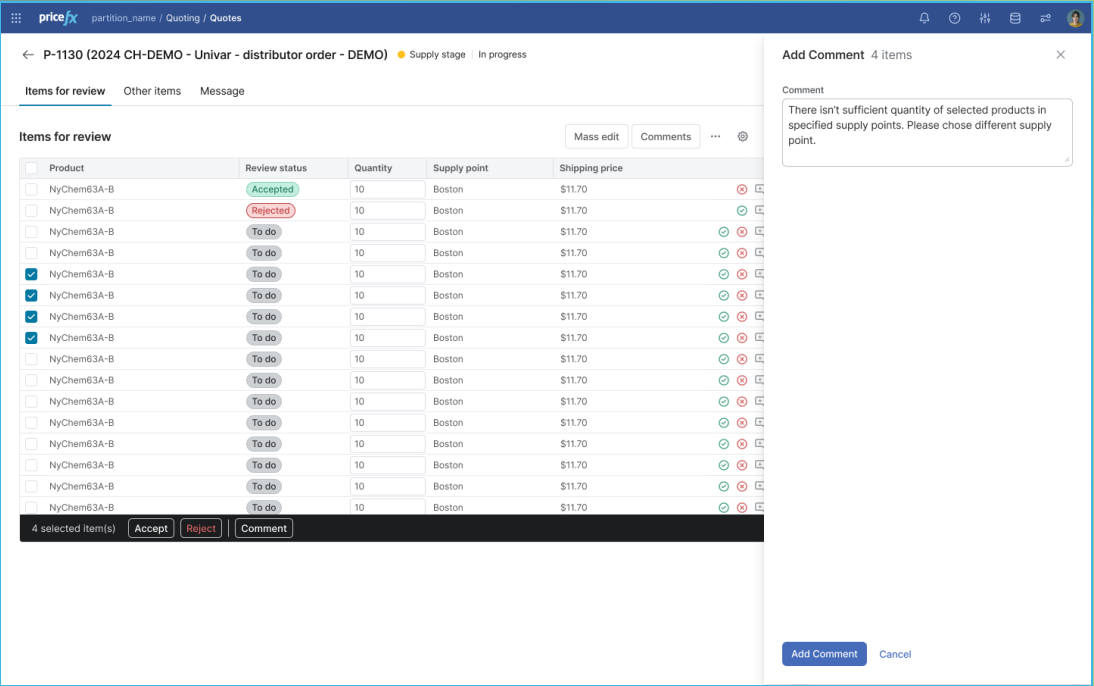 pricefx partition_name / Quoting / Quotes
P-1130 (2024 CH-DEMO - Univar - distributor order - DEMO) Supply stage In progress
Items for review Other items Message
Items for review Mass edit Comments
Product Review status Quantity Supply point Shipping price
NyChem63A-B Accepted 10 Boston $11.70
NyChem63A-B Rejected 10 Boston $11.70
NyChem63A-B To do 10 Boston $11.70
NyChem63A-B To do 10 Boston $11.70
NyChem63A-B To do 10 Boston $11.70
NyChem63A-B To do 10 Boston $11.70
NyChem63A-B To do 10 Boston $11.70
NyChem63A-B To do 10 Boston $11.70
NyChem63A-B To do 10 Boston $11.70
NyChem63A-B To do 10 Boston $11.70
NyChem63A-B To do 10 Boston $11.70
NyChem63A-B To do 10 Boston $11.70
NyChem63A-B To do 10 Boston $11.70
NyChem63A-B To do 10 Boston $11.70
NyChem63A-B To do 10 Boston $11.70
NyChem63A-B To do 10 Boston $11.70
4 selected item(s) Accept Reject Comment
Add Comment 4 items
Comment
There isn't sufficient quantity of selected products in
specified supply points. Please chose different supply
point.
Add Comment Cancel